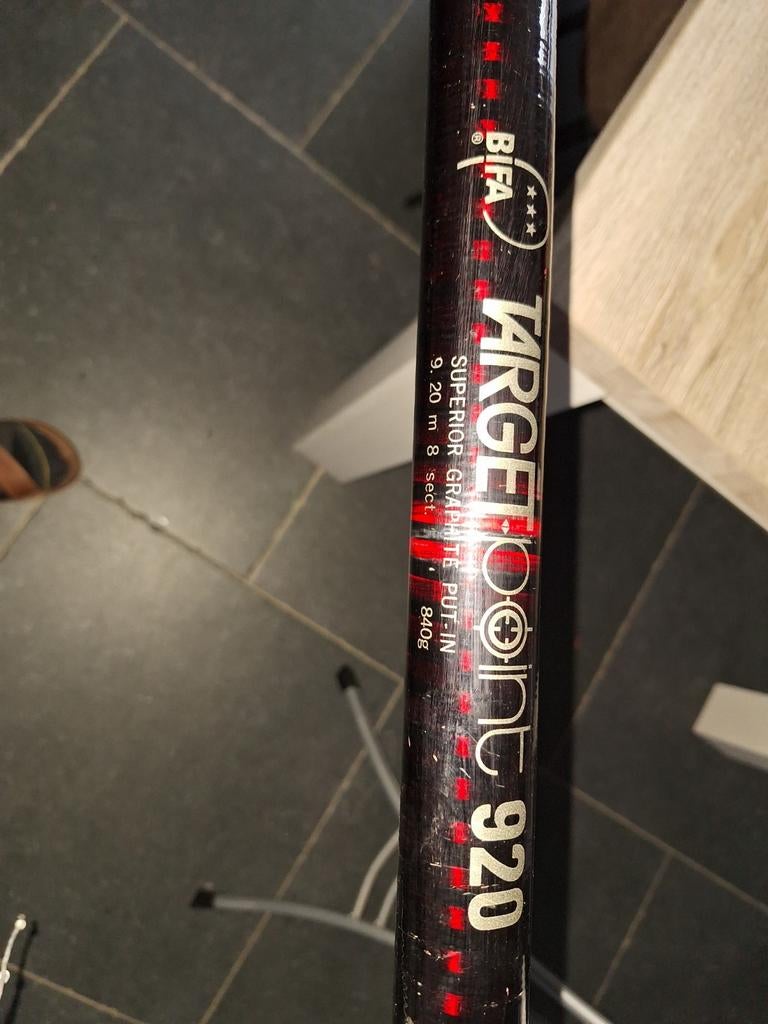 BiFA®
TARGET point 920
SUPERIOR GRAPHITE PUT-IN
9.20 m 8 sect. 840g